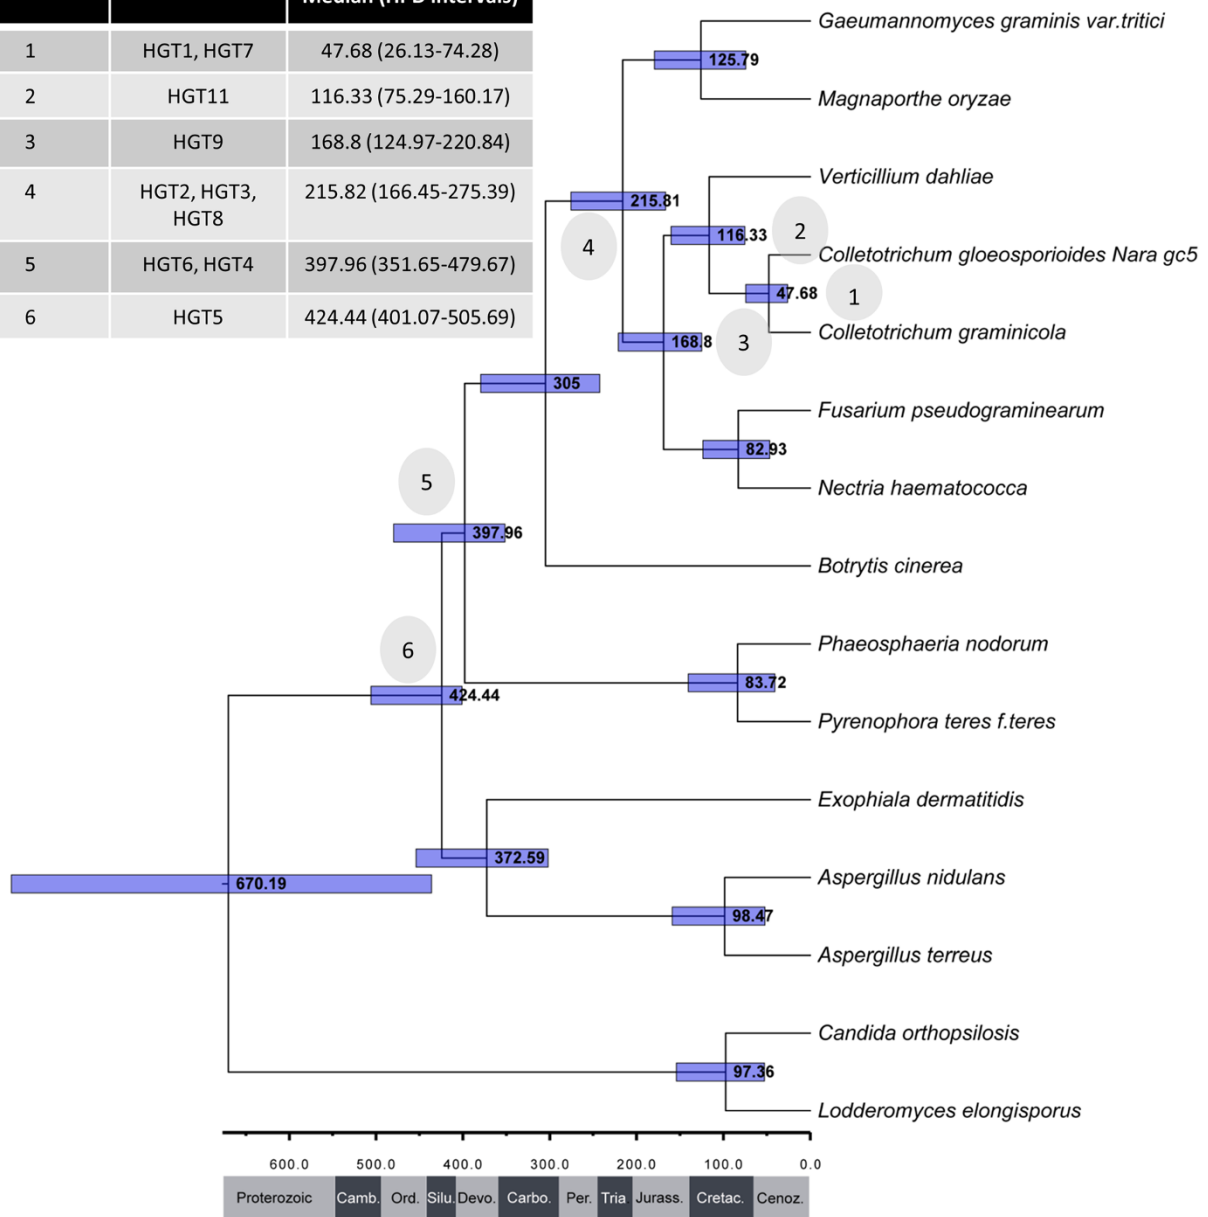 Median (HPD intervals)
1 HGT1, HGT7 47.68 (26.13-74.28)
2 HGT11 116.33 (75.29-160.17)
3 HGT9 168.8 (124.97-220.84)
4 HGT2, HGT3, HGT8 215.82 (166.45-275.39)
5 HGT6, HGT4 397.96 (351.65-479.67)
6 HGT5 424.44 (401.07-505.69)
Gaeumannomyces graminis var.tritici
125.79
Magnaporthe oryzae
Verticillium dahliae
215.81
116.33
2
4
Colletotrichum gloeosporioides Nara gc5
47.68
1
Colletotrichum graminicola
168.8
3
305
Fusarium pseudograminearum
82.93
5
Nectria haematococca
397.96
Botrytis cinerea
Phaeosphaeria nodorum
6
83.72
424.44
Pyrenophora teres f.teres
Exophiala dermatitidis
372.59
Aspergillus nidulans
670.19
98.47
Aspergillus terreus
Candida orthopsilosis
97.36
Lodderomyces elongisporus
600.0 500.0 400.0 300.0 200.0 100.0 0.0
Proterozoic Camb. Ord. Silu. Devo. Carbo. Per. Tria Jurass. Cretac. Cenoz.